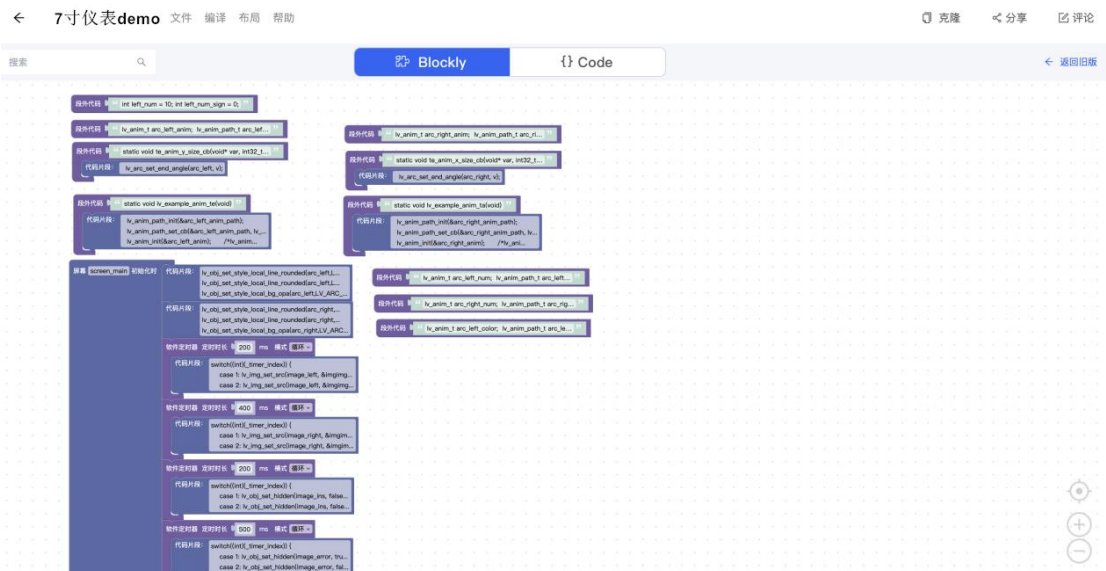 ← 7寸仪表demo 文件 编译 布局 帮助 克隆 分享 评论
搜索 Blockly {} Code ← 返回旧版
段外代码 “ int left_num = 10; int left_num_sign = 0; ”
段外代码 “ lv_anim_t arc_left_anim; lv_anim_path_t arc_lef... ”
段外代码 “ static void te_anim_y_size_cb(void* var, int32_t... ”
代码片段: lv_arc_set_end_angle(arc_left, v);
段外代码 “ static void lv_example_anim_te(void) ”
代码片段: lv_anim_path_init(&arc_left_anim_path);
lv_anim_path_set_cb(&arc_left_anim_path, lv_...
lv_anim_init(&arc_left_anim); /*lv_anim...
段外代码 “ lv_anim_t arc_right_anim; lv_anim_path_t arc_ri... ”
段外代码 “ static void te_anim_x_size_cb(void* var, int32_t... ”
代码片段: lv_arc_set_end_angle(arc_right, v);
段外代码 “ static void lv_example_anim_ta(void) ”
代码片段: lv_anim_path_init(&arc_right_anim_path);
lv_anim_path_set_cb(&arc_right_anim_path, lv...
lv_anim_init(&arc_right_anim); /*lv_ani...
段外代码 “ lv_anim_t arc_left_num; lv_anim_path_t arc_left... ”
段外代码 “ lv_anim_t arc_right_num; lv_anim_path_t arc_rig... ”
段外代码 “ lv_anim_t arc_left_color; lv_anim_path_t arc_le... ”
屏幕 screen_main 初始化时 代码片段: lv_obj_set_style_local_line_rounded(arc_left,L...
lv_obj_set_style_local_line_rounded(arc_left,L...
lv_obj_set_style_local_bg_opa(arc_left,LV_ARC_...
代码片段: lv_obj_set_style_local_line_rounded(arc_right,...
lv_obj_set_style_local_line_rounded(arc_right,...
lv_obj_set_style_local_bg_opa(arc_right,LV_ARC...
软件定时器 定时时长 200 ms 模式 循环
代码片段: switch((int)(_timer_index)) {
case 1: lv_img_set_src(image_left, &imgimg...
case 2: lv_img_set_src(image_left, &imgimg...
软件定时器 定时时长 400 ms 模式 循环
代码片段: switch((int)(_timer_index)) {
case 1: lv_img_set_src(image_right, &imgim...
case 2: lv_img_set_src(image_right, &imgim...
软件定时器 定时时长 200 ms 模式 循环
代码片段: switch((int)(_timer_index)) {
case 1: lv_obj_set_hidden(image_ins, false...
case 2: lv_obj_set_hidden(image_ins, false...
软件定时器 定时时长 500 ms 模式 循环
代码片段: switch((int)(_timer_index)) {
case 1: lv_obj_set_hidden(image_error, tru...
case 2: lv_obj_set_hidden(image_error, fal...